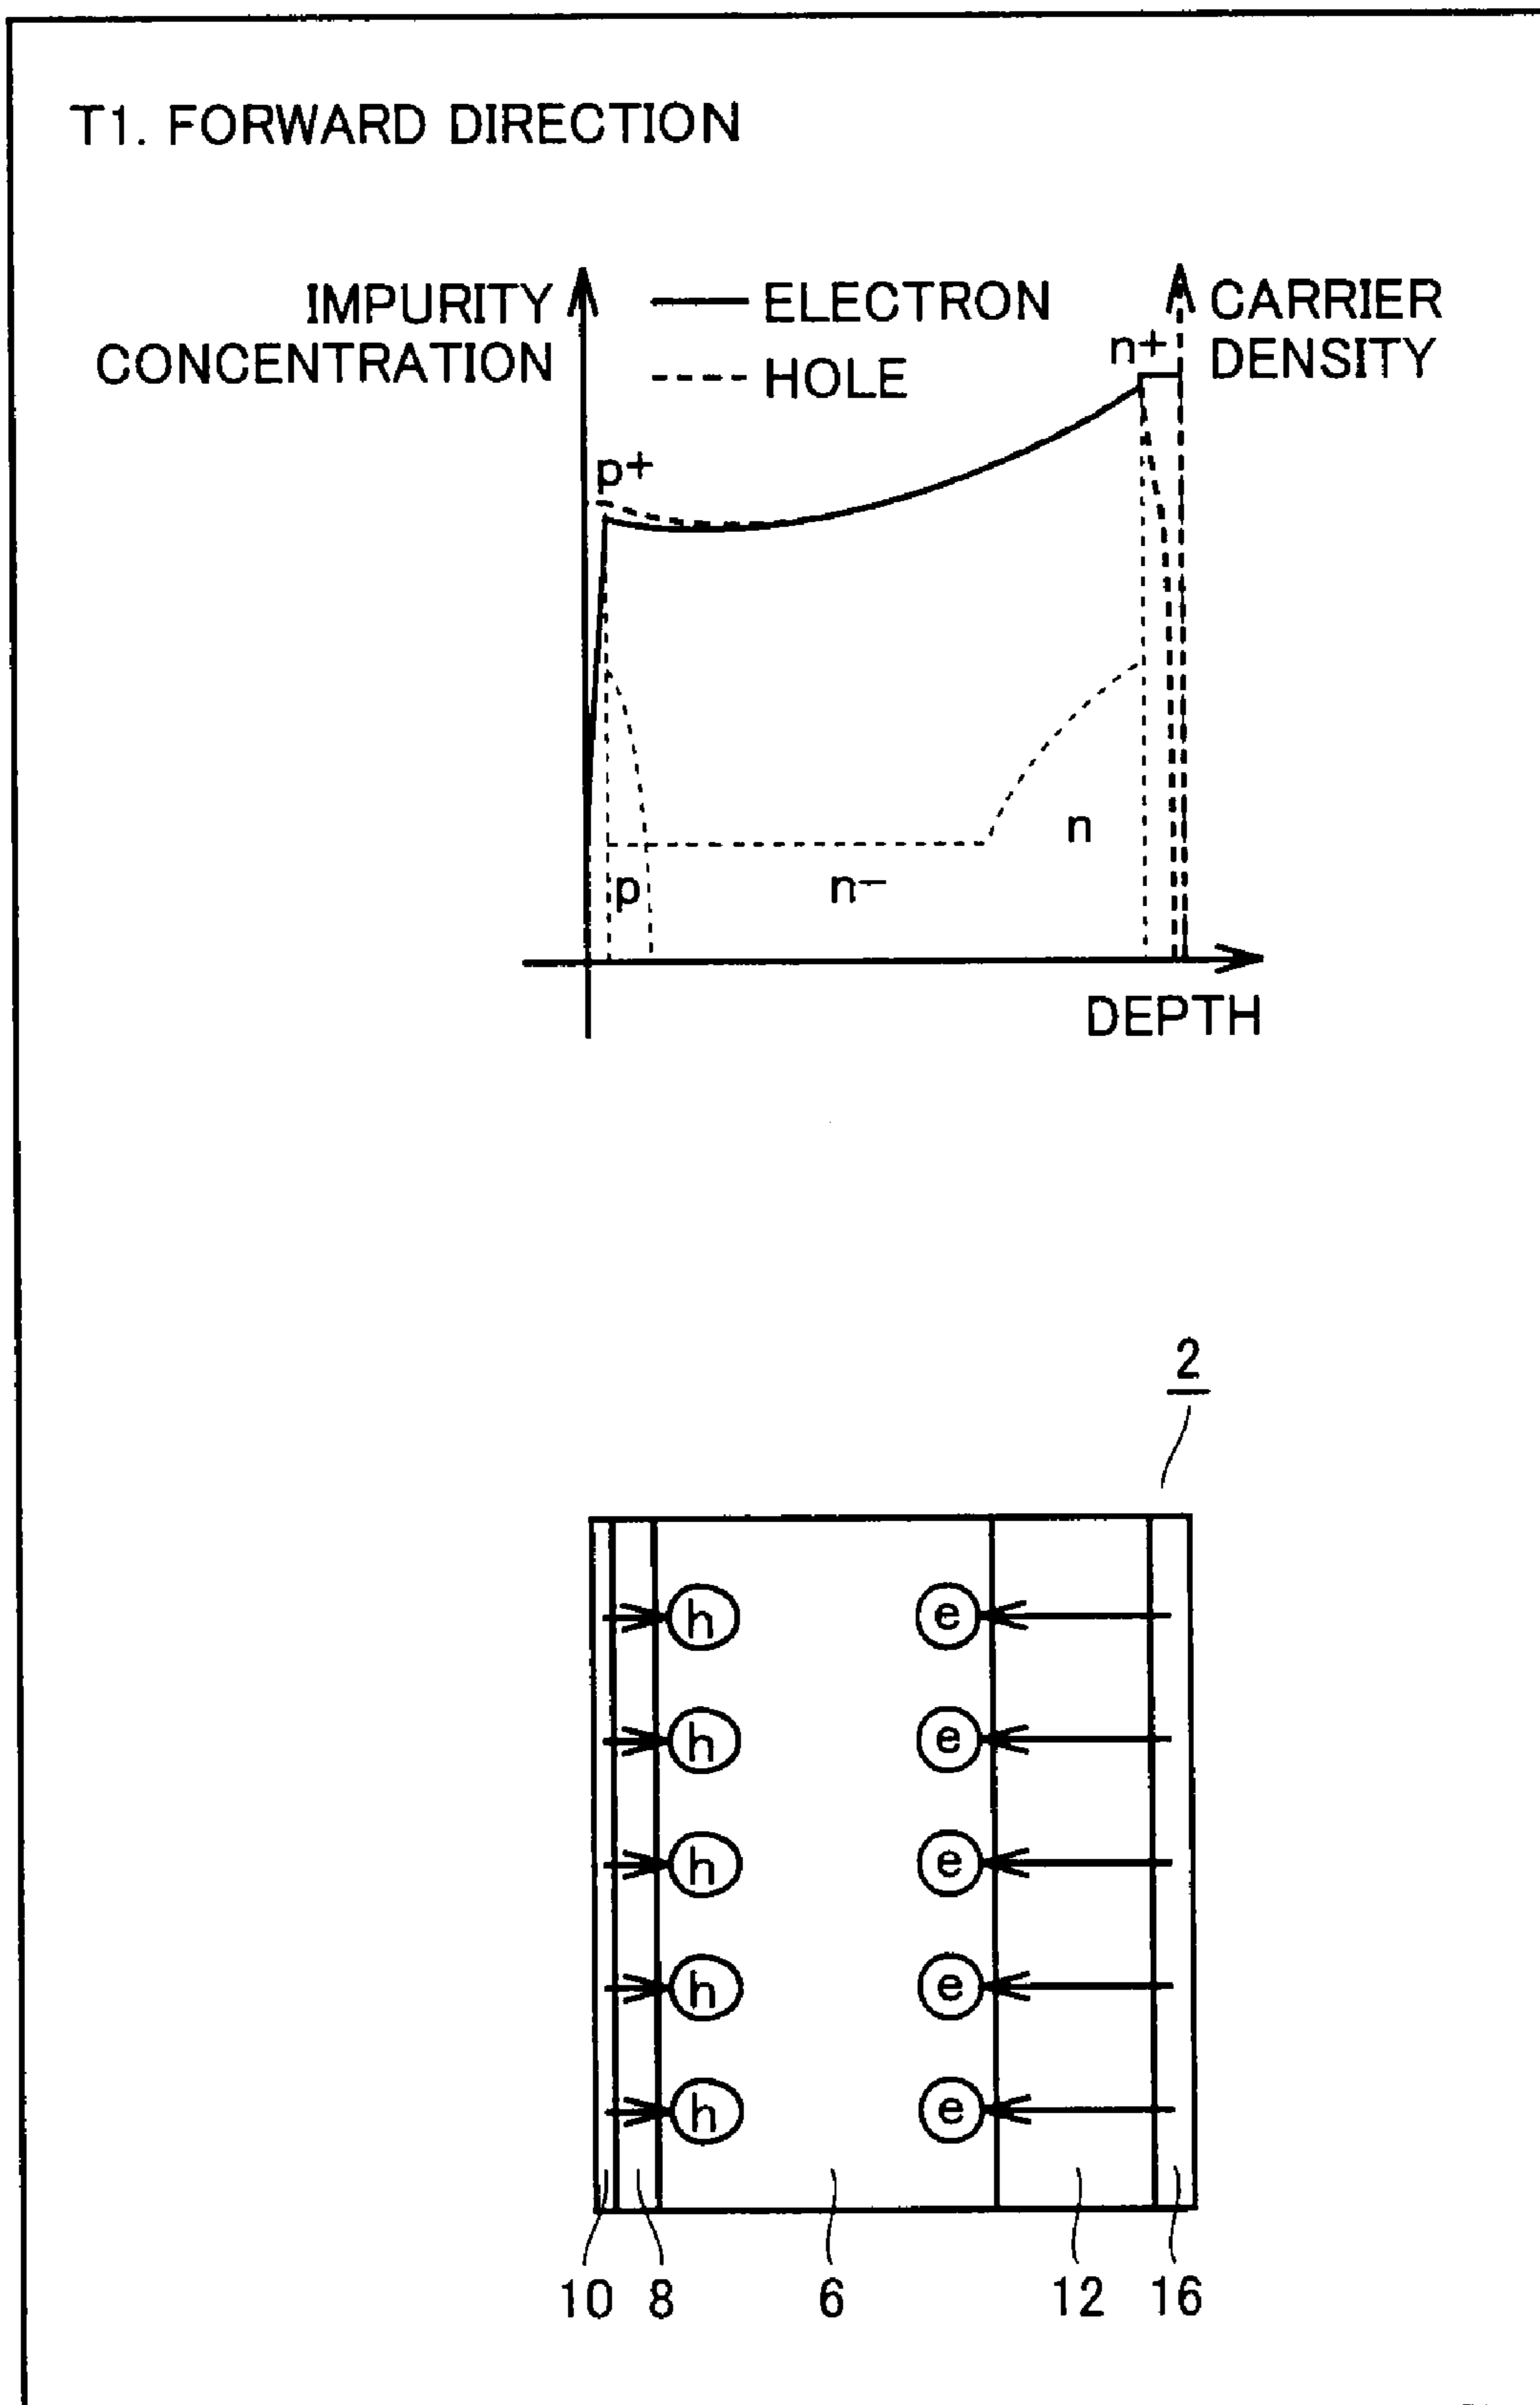 T1. FORWARD DIRECTION
IMPURITY
CONCENTRATION
ELECTRON
HOLE
CARRIER
DENSITY
n+
p+
n
p
n−
DEPTH
2
h e
h e
h e
h e
h e
10 8 6 12 16